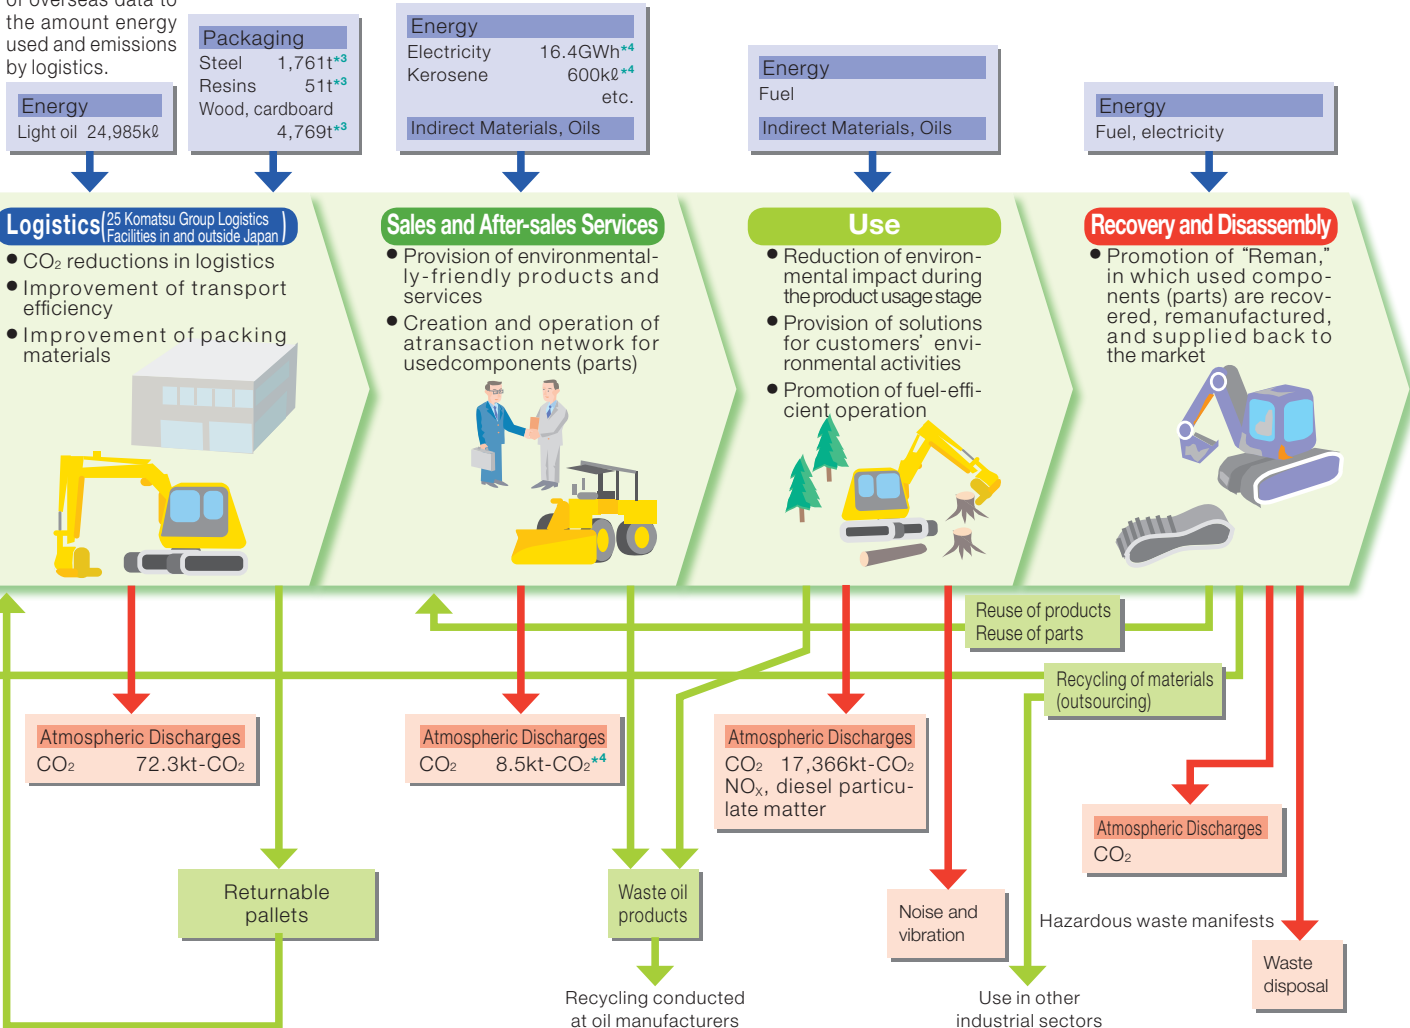 of overseas data to
the amount energy
used and emissions
by logistics.
Energy
Light oil 24,985kℓ
Packaging
Steel 1,761t*3
Resins 51t*3
Wood, cardboard
4,769t*3
Energy
Electricity 16.4GWh*4
Kerosene 600kℓ*4
etc.
Indirect Materials, Oils
Energy
Fuel
Indirect Materials, Oils
Energy
Fuel, electricity
Logistics (25 Komatsu Group Logistics
Facilities in and outside Japan)
● CO₂ reductions in logistics
● Improvement of transport
efficiency
● Improvement of packing
materials
Sales and After-sales Services
● Provision of environmental-
ly-friendly products and
services
● Creation and operation of
atransaction network for
usedcomponents (parts)
Use
● Reduction of environ-
mental impact during
the product usage stage
● Provision of solutions
for customers' envi-
ronmental activities
● Promotion of fuel-effi-
cient operation
Recovery and Disassembly
● Promotion of "Reman,"
in which used compo-
nents (parts) are recov-
ered, remanufactured,
and supplied back to
the market
Reuse of products
Reuse of parts
Recycling of materials
(outsourcing)
Atmospheric Discharges
CO₂ 72.3kt-CO₂
Atmospheric Discharges
CO₂ 8.5kt-CO₂*4
Atmospheric Discharges
CO₂ 17,366kt-CO₂
NOx, diesel particu-
late matter
Atmospheric Discharges
CO₂
Returnable
pallets
Waste oil
products
Noise and
vibration
Hazardous waste manifests
Waste
disposal
Recycling conducted
at oil manufacturers
Use in other
industrial sectors